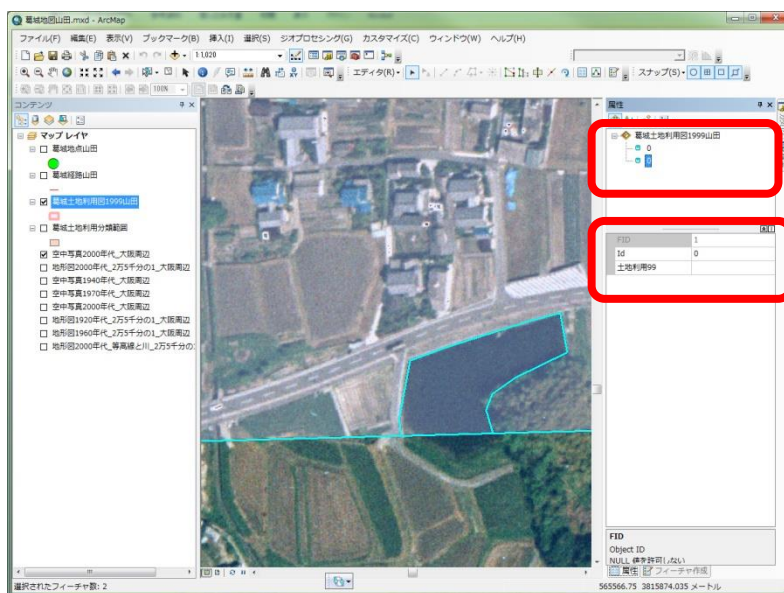 葛城地図山田.mxd - ArcMap
ファイル(F) 編集(E) 表示(V) ブックマーク(B) 挿入(I) 選択(S) ジオプロセシング(G) カスタマイズ(C) ウィンドウ(W) ヘルプ(H)
1:1,020
エディタ(R)▾ スナップ(S)▾
100%
コンテンツ
マップ レイヤ
葛城地点山田
葛城経路山田
葛城土地利用図1999山田
葛城土地利用分類範囲
空中写真2000年代_大阪周辺
地形図2000年代_2万5千分の1_大阪周辺
空中写真1940年代_大阪周辺
空中写真1970年代_大阪周辺
空中写真2000年代_大阪周辺
地形図1920年代_2万5千分の1_大阪周辺
地形図1960年代_2万5千分の1_大阪周辺
地形図2000年代_等高線と川_2万5千分の
属性
葛城土地利用図1999山田
0
0
FID 1
Id 0
土地利用99
FID
Object ID
NULL 値を許可しない
属性 フィーチャ作成
選択されたフィーチャ数: 2
565566.75 3815874.035 メートル